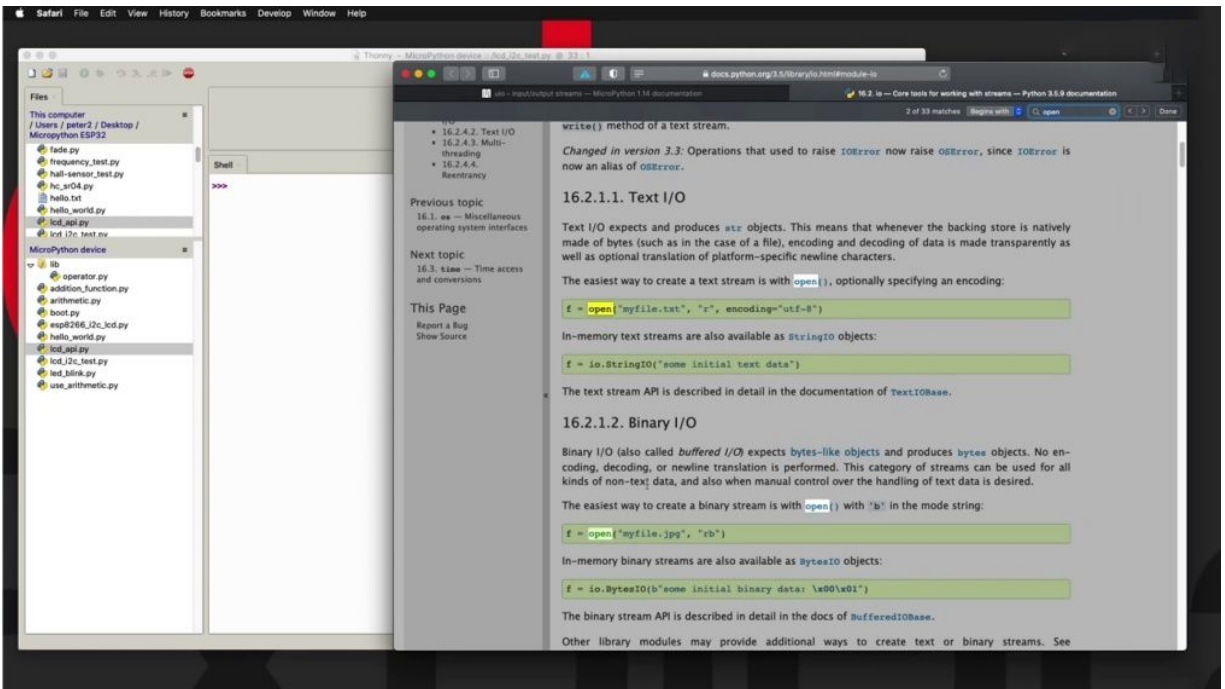 Safari File Edit View History Bookmarks Develop Window Help
Thonny - MicroPython device :: /lcd_i2c_test.py @ 33 : 1
Files
This computer
/ Users / peter2 / Desktop /
Micropython ESP32
fade.py
frequency_test.py
hall-sensor_test.py
hc_sr04.py
hello.txt
hello_world.py
lcd_api.py
lcd_i2c_test.py
MicroPython device
lib
operator.py
addition_function.py
arithmetic.py
boot.py
esp8266_i2c_lcd.py
hello_world.py
lcd_api.py
lcd_i2c_test.py
led_blink.py
use_arithmetic.py
Shell
>>>
docs.python.org/3.5/library/io.html#module-io
uio – input/output streams — MicroPython 1.14 documentation
16.2. io — Core tools for working with streams — Python 3.5.9 documentation
2 of 33 matches Begins with open Done
I/O
16.2.4.2. Text I/O
16.2.4.3. Multi-
threading
16.2.4.4.
Reentrancy
Previous topic
16.1. os — Miscellaneous
operating system interfaces
Next topic
16.3. time — Time access
and conversions
This Page
Report a Bug
Show Source
«
write() method of a text stream.
Changed in version 3.3: Operations that used to raise IOError now raise OSError, since IOError is
now an alias of OSError.
16.2.1.1. Text I/O
Text I/O expects and produces str objects. This means that whenever the backing store is natively
made of bytes (such as in the case of a file), encoding and decoding of data is made transparently as
well as optional translation of platform-specific newline characters.
The easiest way to create a text stream is with open(), optionally specifying an encoding:
f = open("myfile.txt", "r", encoding="utf-8")
In-memory text streams are also available as StringIO objects:
f = io.StringIO("some initial text data")
The text stream API is described in detail in the documentation of TextIOBase.
16.2.1.2. Binary I/O
Binary I/O (also called buffered I/O) expects bytes-like objects and produces bytes objects. No en-
coding, decoding, or newline translation is performed. This category of streams can be used for all
kinds of non-text data, and also when manual control over the handling of text data is desired.
The easiest way to create a binary stream is with open() with 'b' in the mode string:
f = open("myfile.jpg", "rb")
In-memory binary streams are also available as BytesIO objects:
f = io.BytesIO(b"some initial binary data: \x00\x01")
The binary stream API is described in detail in the docs of BufferedIOBase.
Other library modules may provide additional ways to create text or binary streams. See